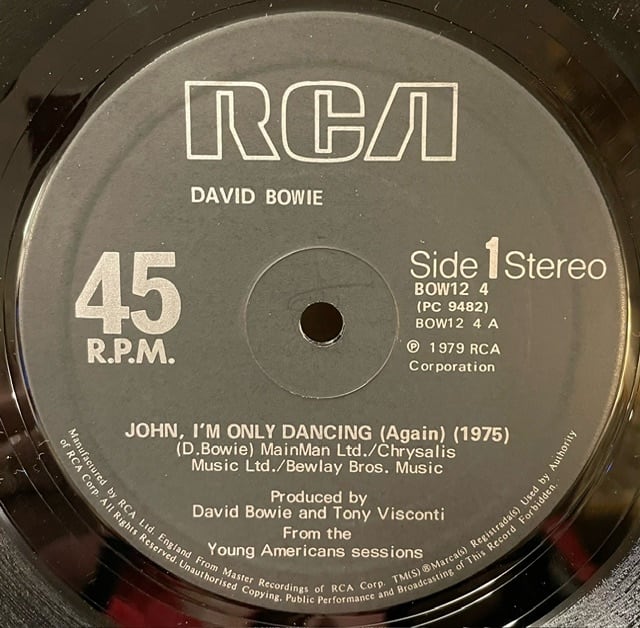 RCA
DAVID BOWIE
45
R.P.M.
Side 1 Stereo
BOW12 4
(PC 9482)
BOW12 4 A
℗ 1979 RCA
Corporation
JOHN, I'M ONLY DANCING (Again) (1975)
(D.Bowie) MainMan Ltd./Chrysalis
Music Ltd./Bewlay Bros. Music
Produced by
David Bowie and Tony Visconti
From the
Young Americans sessions
Manufactured by RCA Ltd, England From Master Recordings of RCA Corp. TM(S) ® Marca(s) Registrada(s) Used by Authority
of RCA Corp. All Rights Reserved. Unauthorised Copying, Public Performance and Broadcasting of This Record Forbidden.